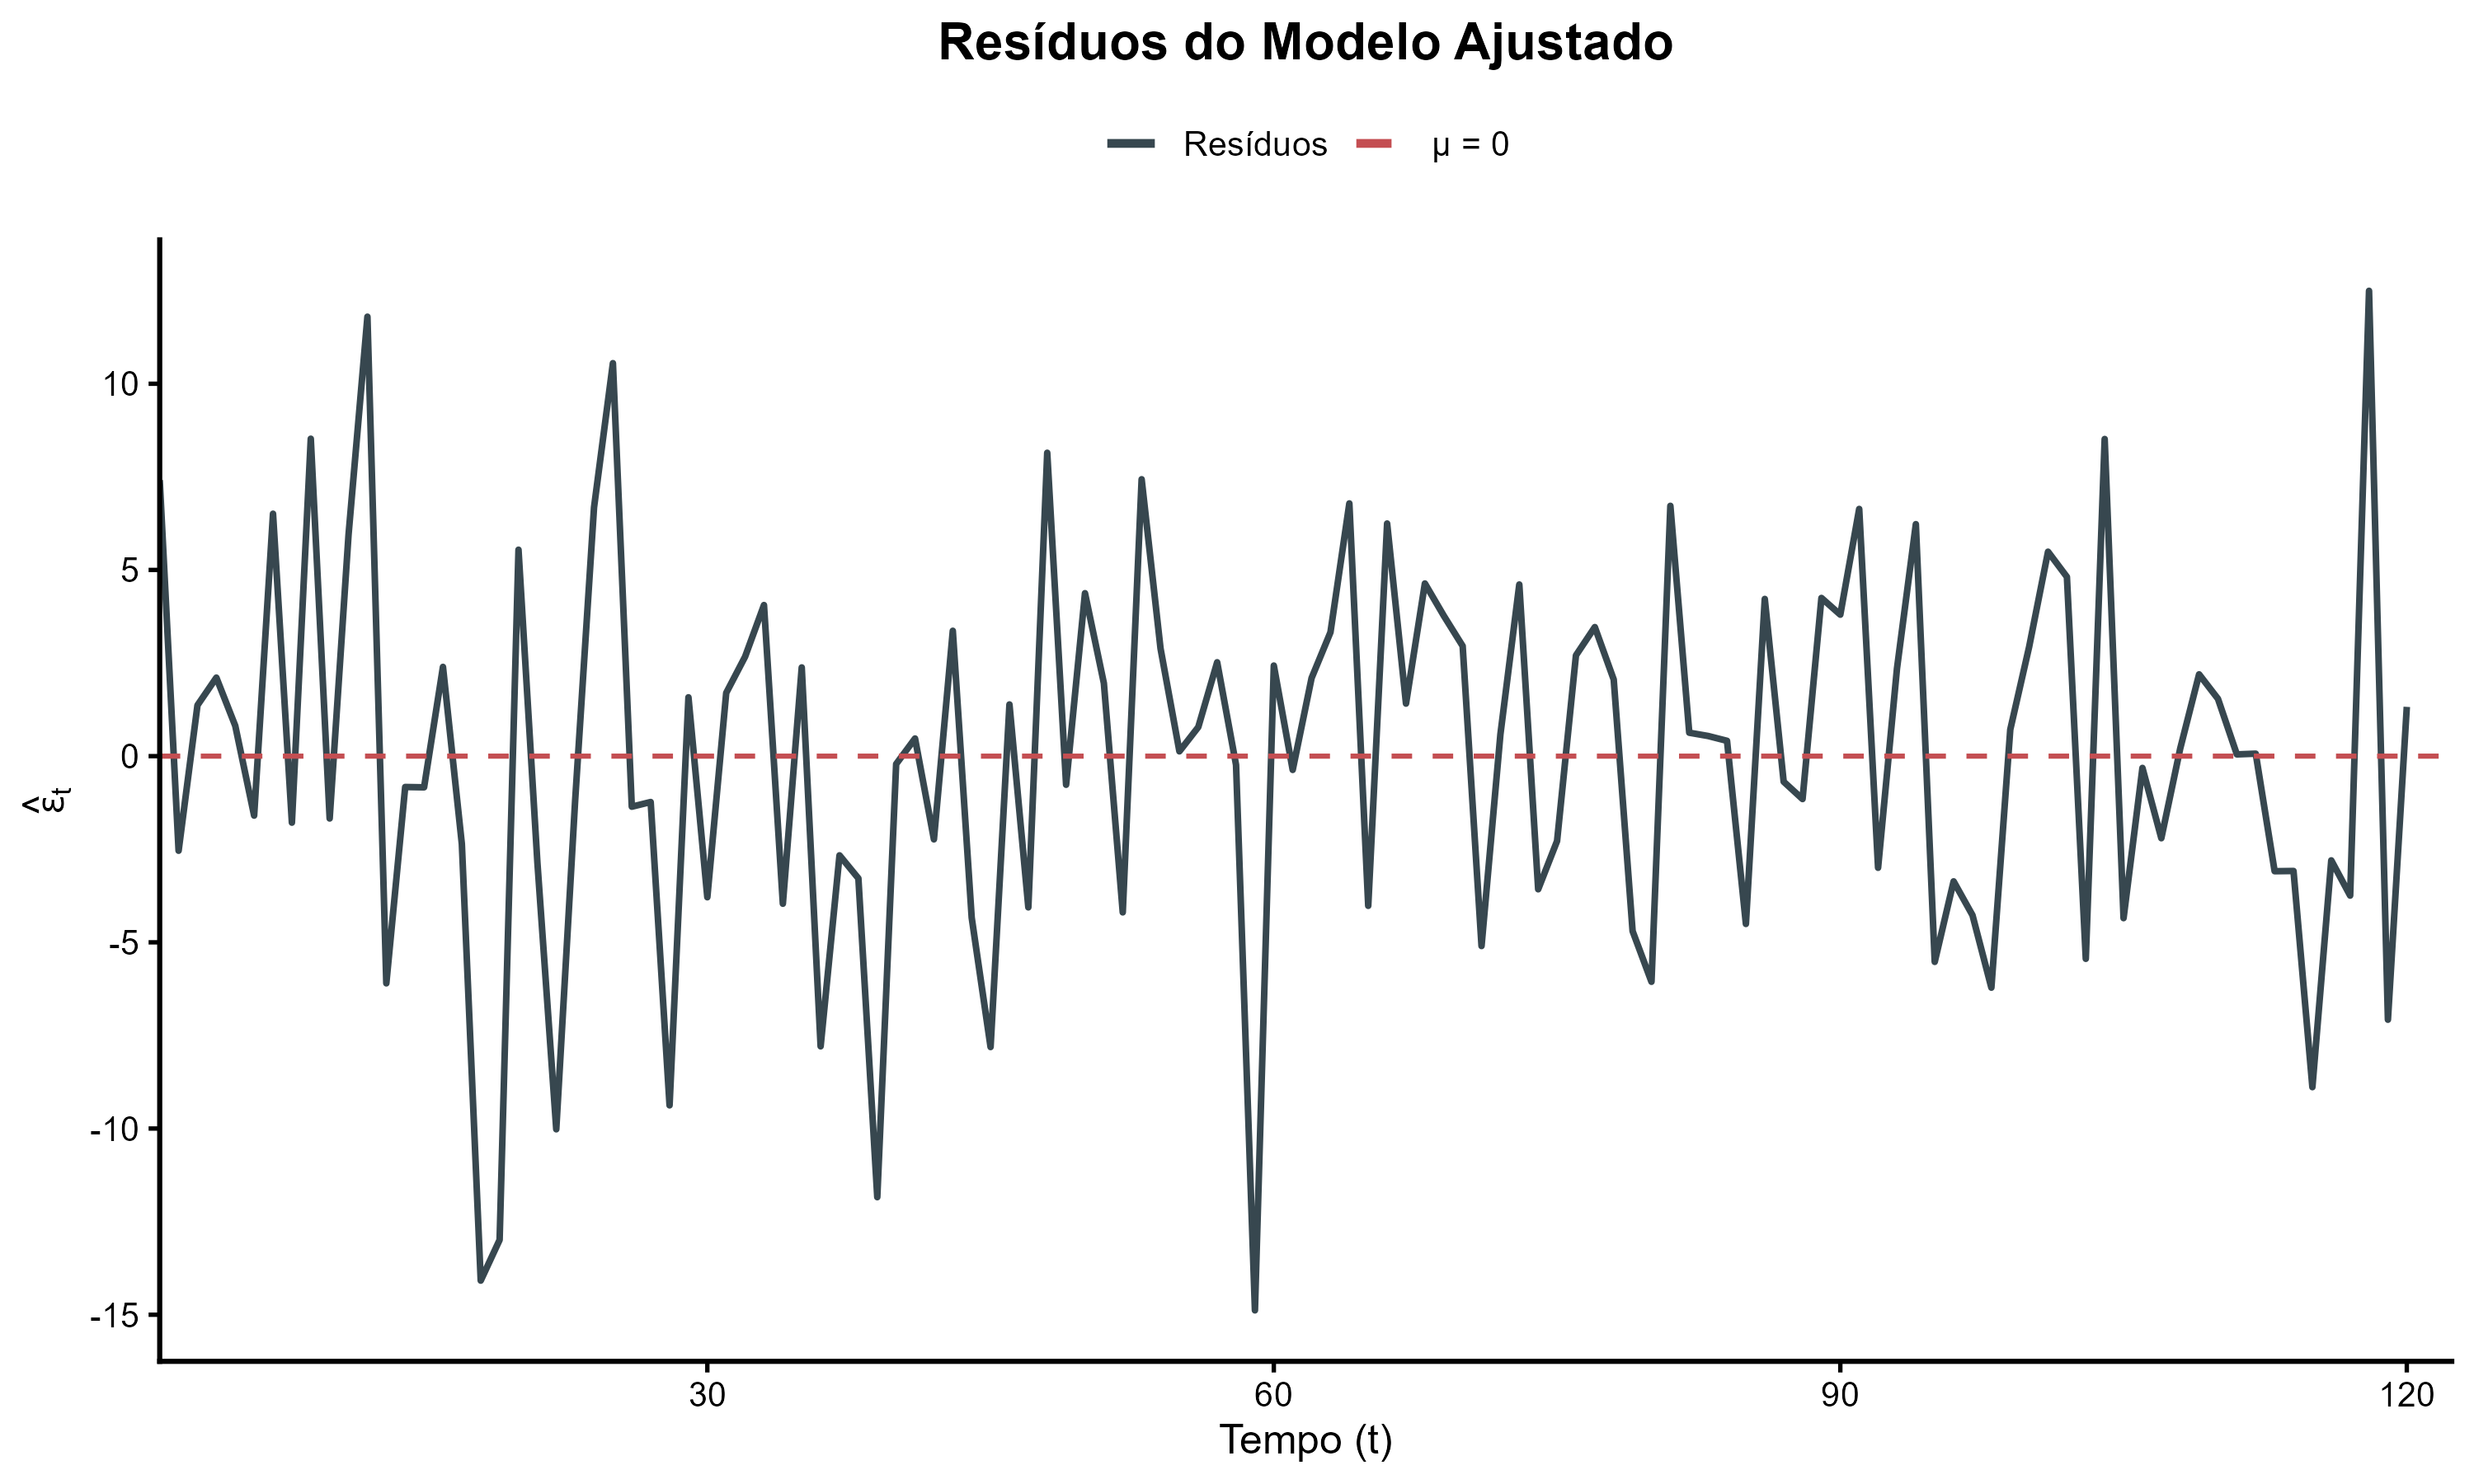 Resíduos do Modelo Ajustado
Resíduos μ = 0
10
5
0
-5
-10
-15
ε̂t
30 60 90 120
Tempo (t)